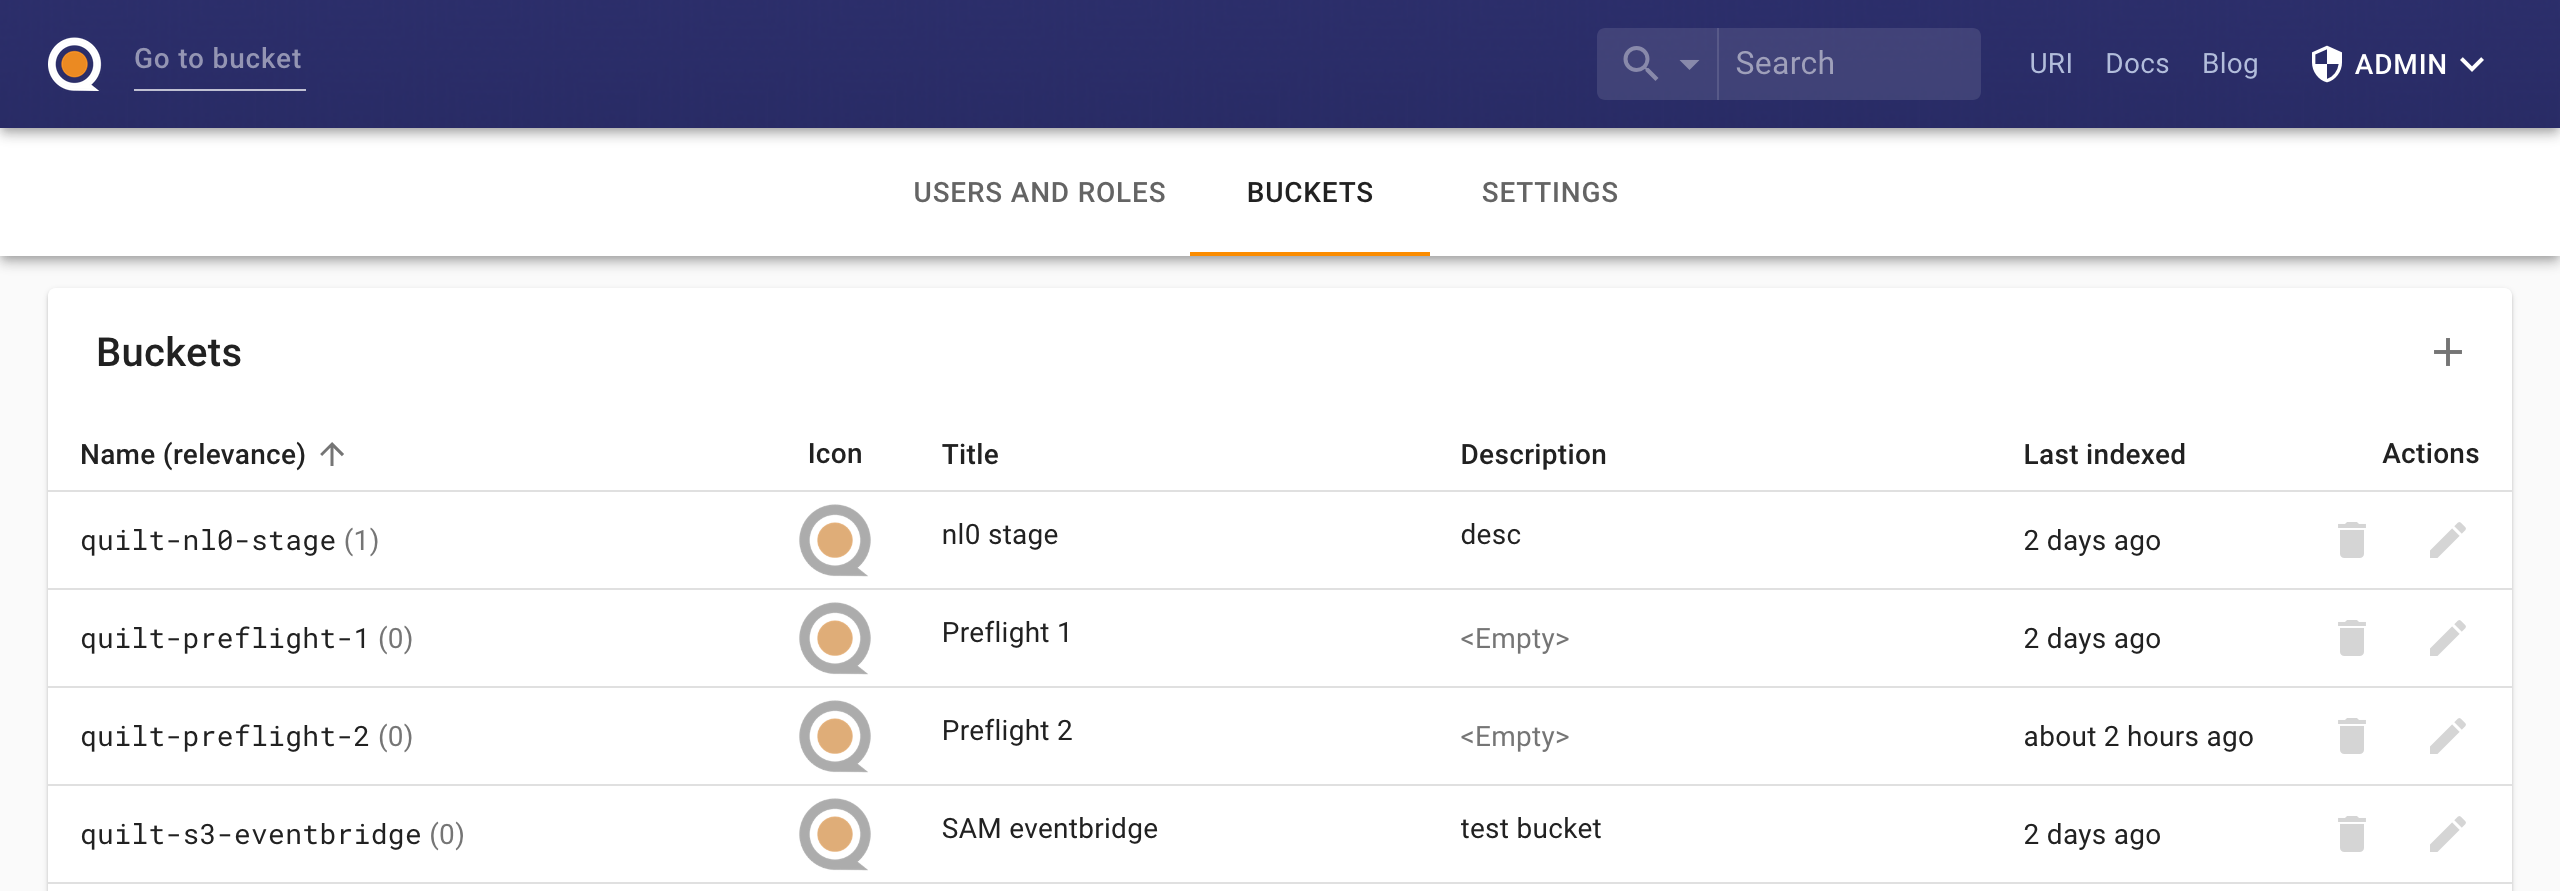 Go to bucket
Search
URI
Docs
Blog
ADMIN
USERS AND ROLES
BUCKETS
SETTINGS
Buckets
Name (relevance) Icon Title Description Last indexed Actions
quilt-nl0-stage (1) nl0 stage desc 2 days ago
quilt-preflight-1 (0) Preflight 1 <Empty> 2 days ago
quilt-preflight-2 (0) Preflight 2 <Empty> about 2 hours ago
quilt-s3-eventbridge (0) SAM eventbridge test bucket 2 days ago